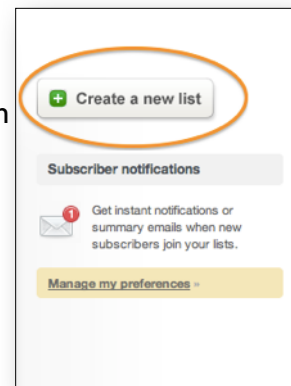 Create a new list
n
Subscriber notifications
1
Get instant notifications or
summary emails when new
subscribers join your lists.
Manage my preferences »